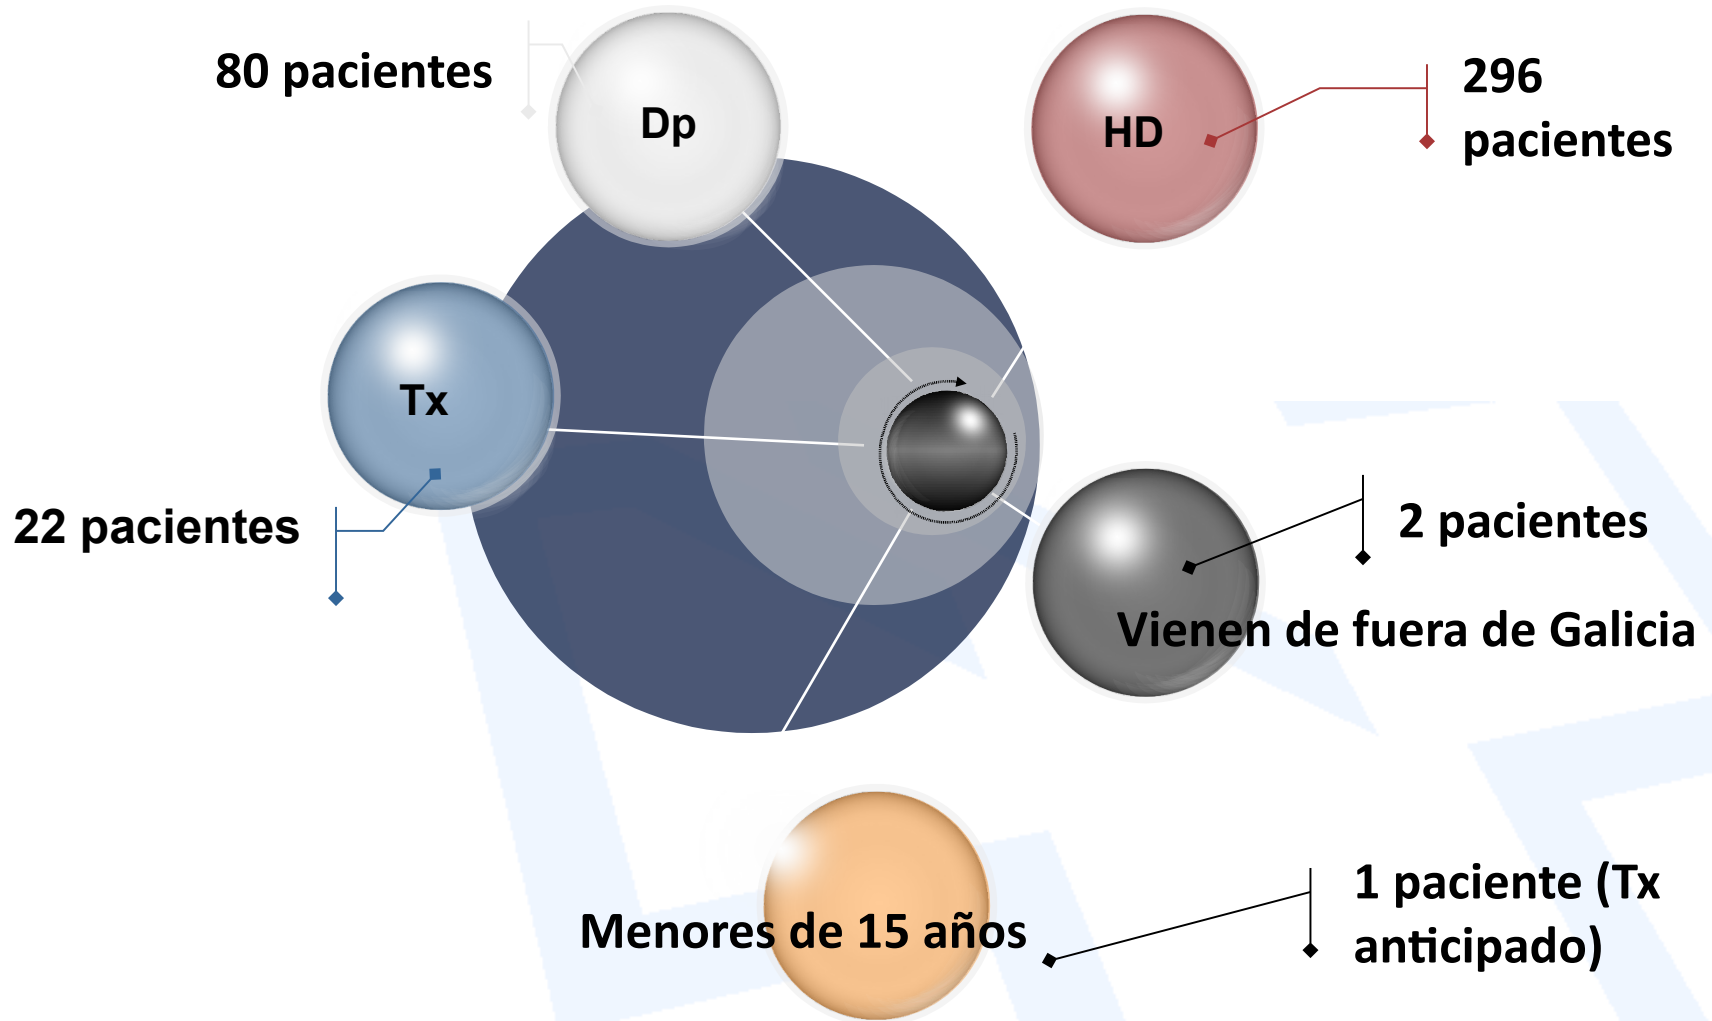 80 pacientes
Dp
HD
296
pacientes
Tx
22 pacientes
2 pacientes
Vienen de fuera de Galicia
Menores de 15 años
1 paciente (Tx
anticipado)